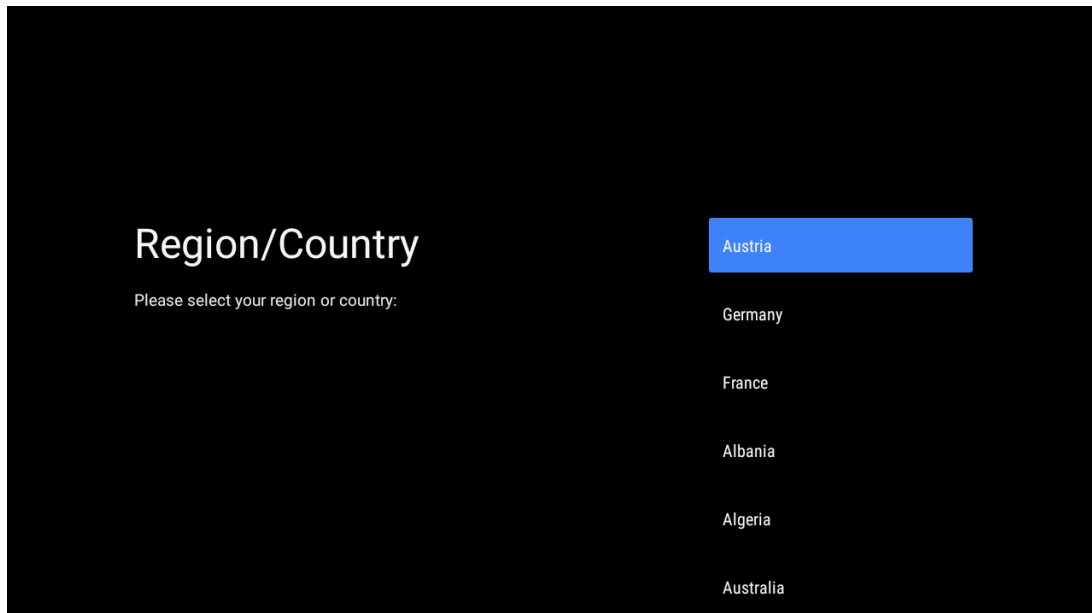 Region/Country
Please select your region or country:
Austria
Germany
France
Albania
Algeria
Australia